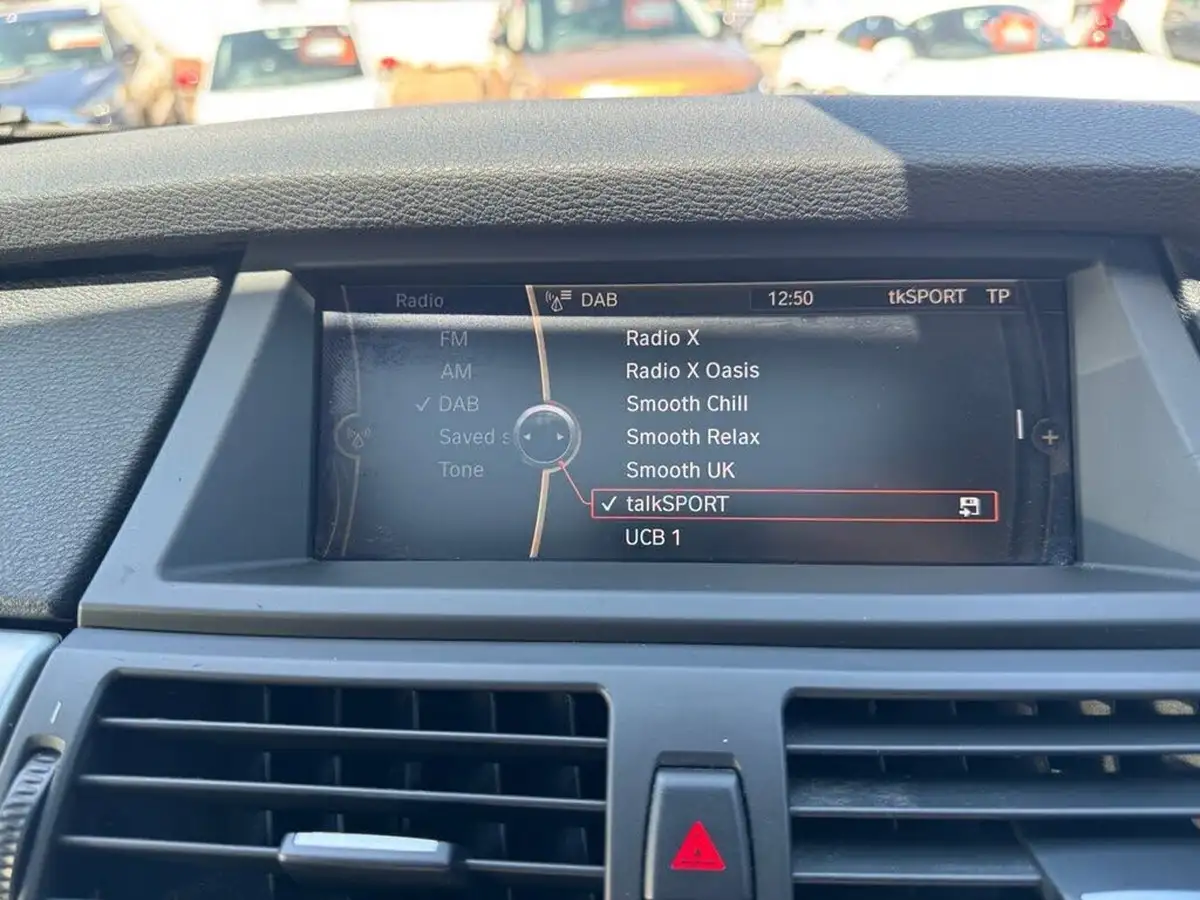 Radio
DAB
12:50
tkSPORT
TP
FM
AM
✓ DAB
Saved s
Tone
Radio X
Radio X Oasis
Smooth Chill
Smooth Relax
Smooth UK
✓ talkSPORT
UCB 1